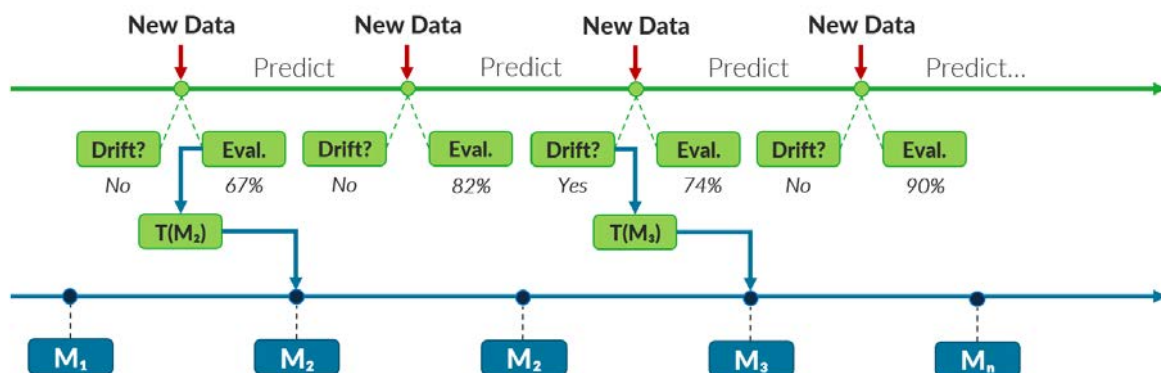 New Data New Data New Data New Data
Predict Predict Predict Predict...
Drift? Eval. Drift? Eval. Drift? Eval. Drift? Eval.
No 67% No 82% Yes 74% No 90%
T(M₂) T(M₃)
M₁ M₂ M₂ M₃ Mₙ